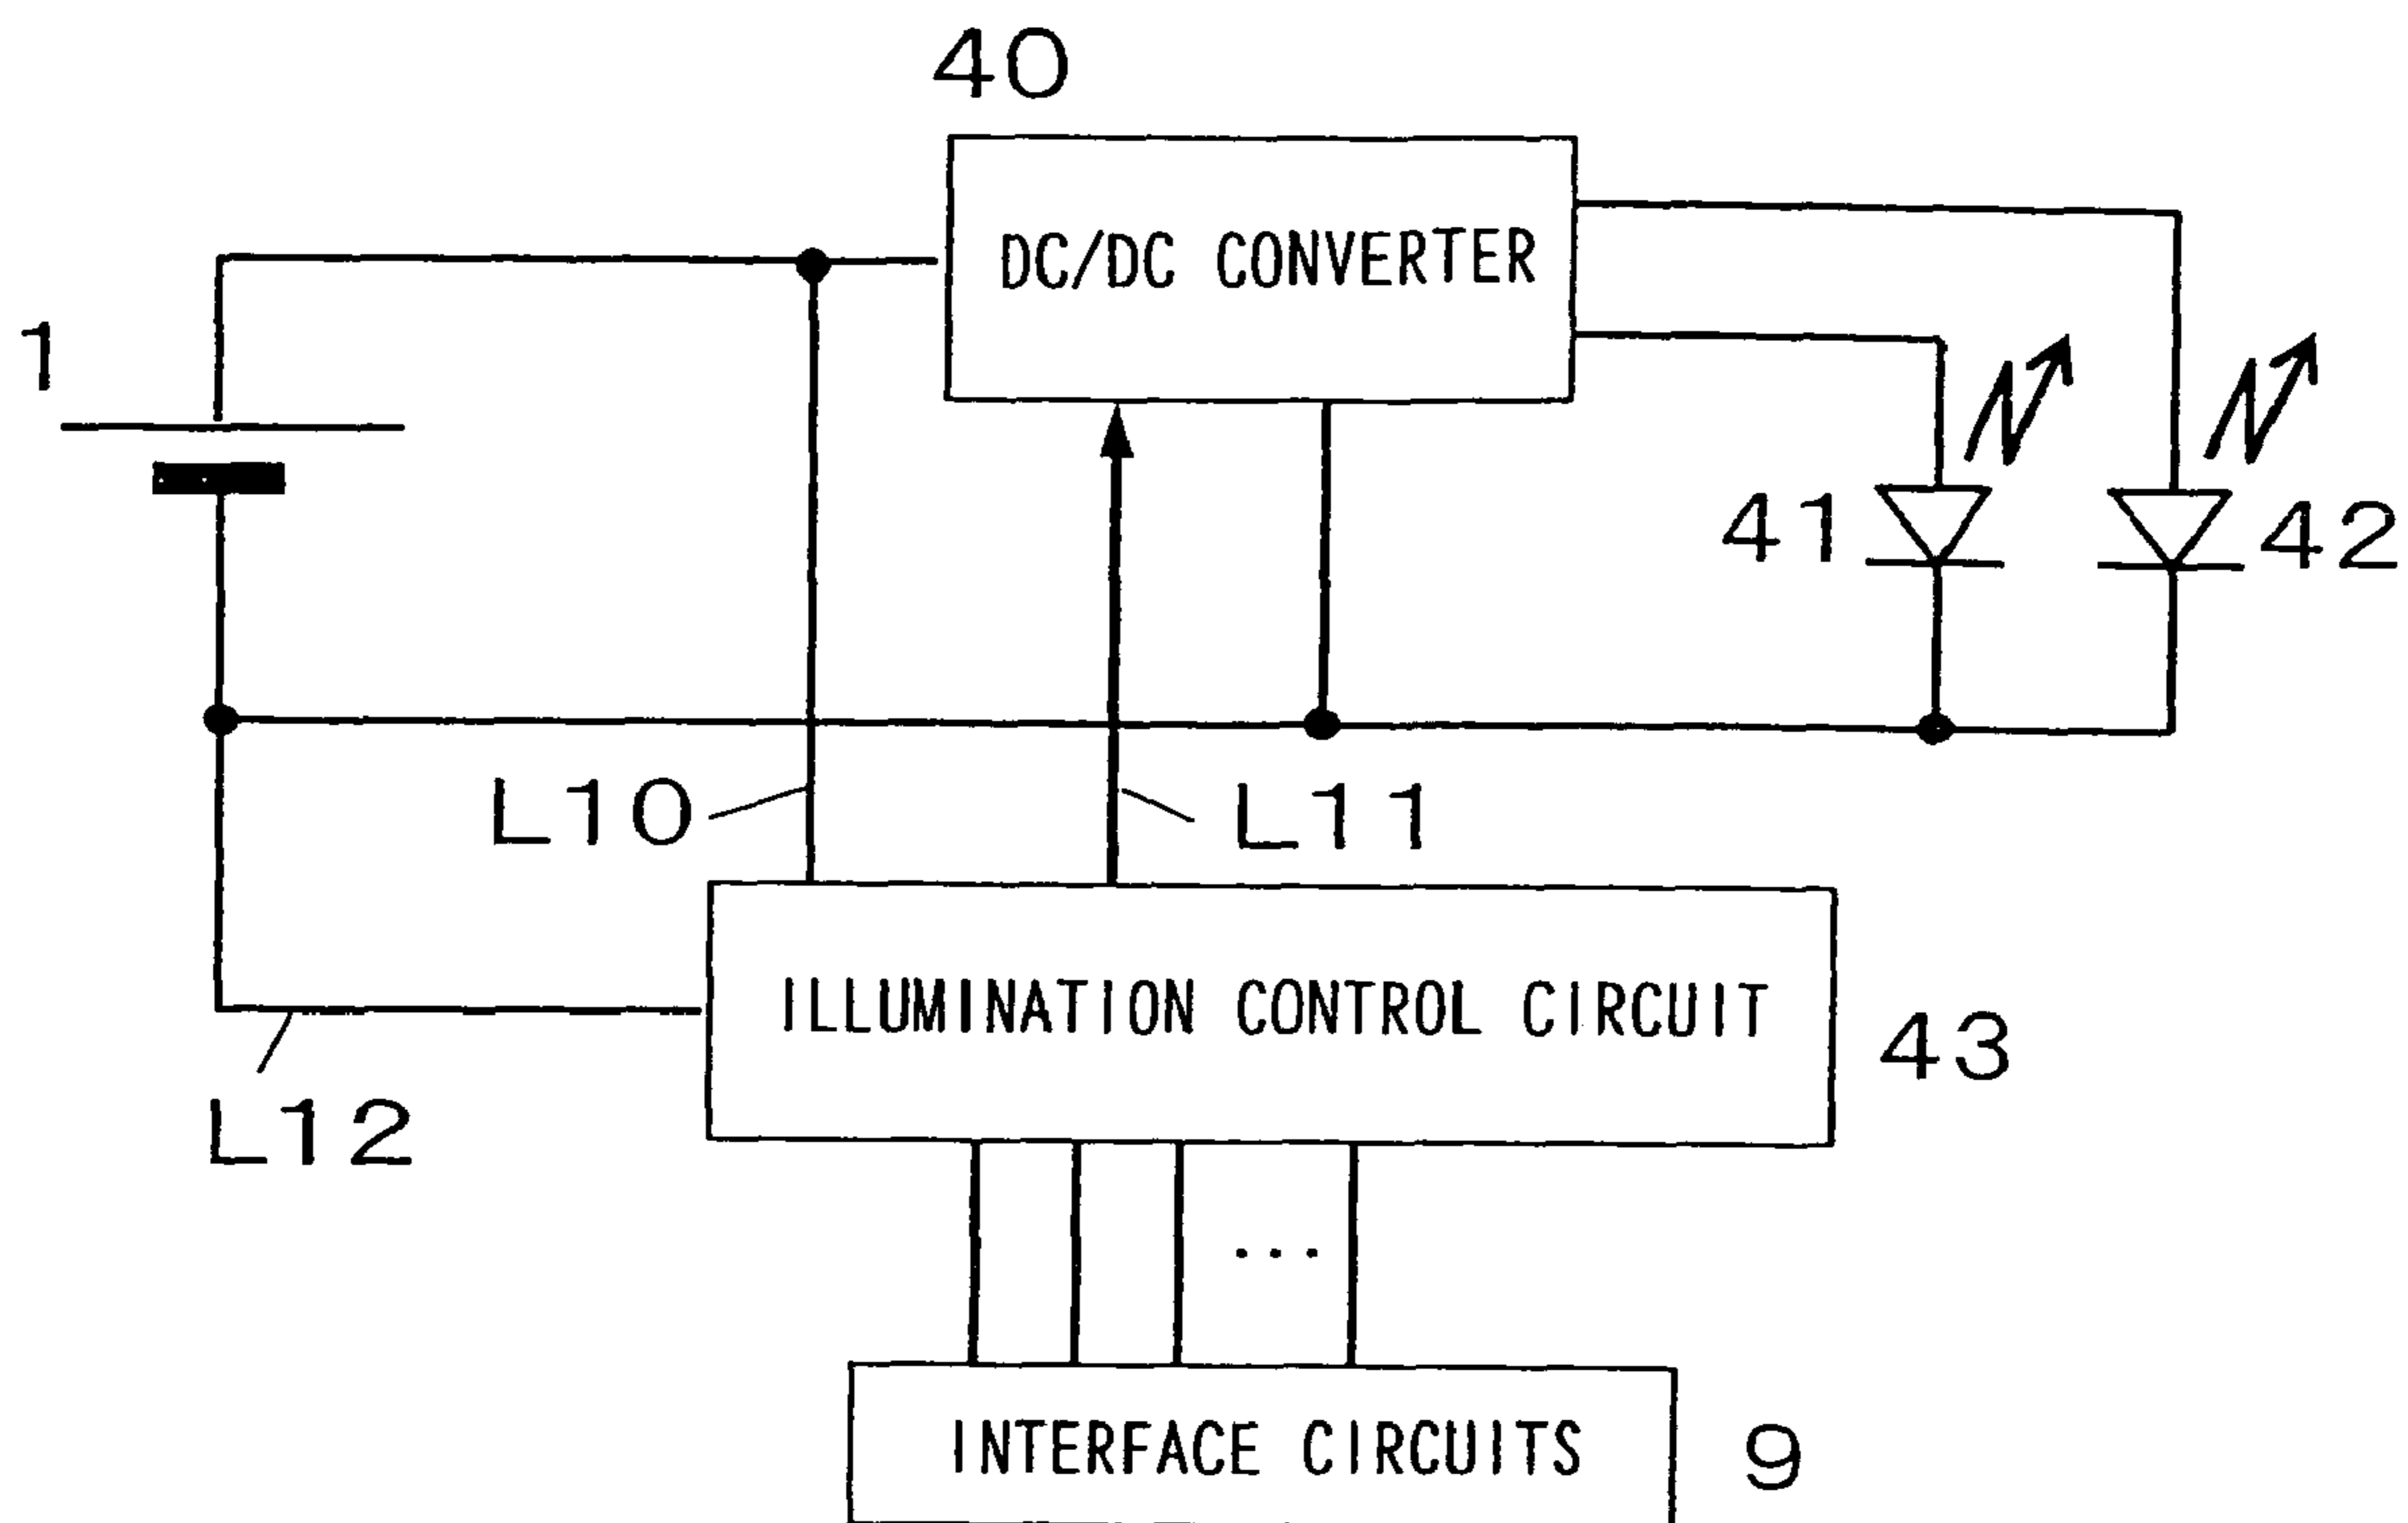 40
DC/DC CONVERTER
1
41
42
L10
L11
ILLUMINATION CONTROL CIRCUIT
43
L12
...
INTERFACE CIRCUITS
9